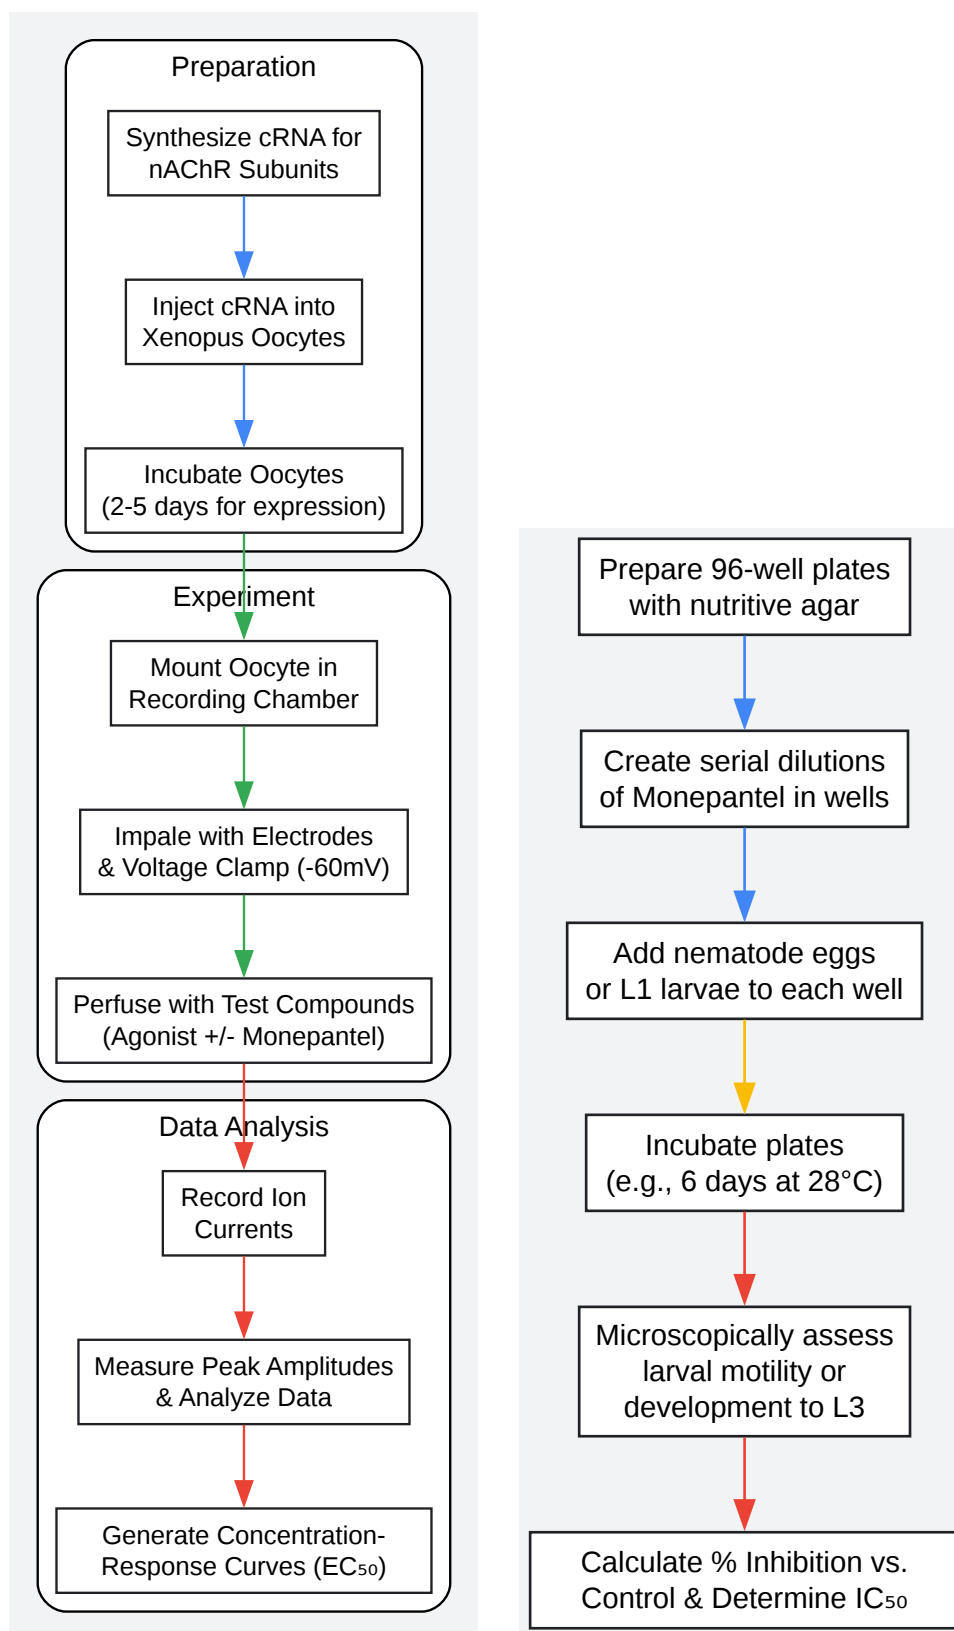 Preparation
Synthesize cRNA for
nAChR Subunits
Inject cRNA into
Xenopus Oocytes
Incubate Oocytes
(2-5 days for expression)
Experiment
Mount Oocyte in
Recording Chamber
Impale with Electrodes
& Voltage Clamp (-60mV)
Perfuse with Test Compounds
(Agonist +/- Monepantel)
Data Analysis
Record Ion
Currents
Measure Peak Amplitudes
& Analyze Data
Generate Concentration-
Response Curves (EC₅₀)
Prepare 96-well plates
with nutritive agar
Create serial dilutions
of Monepantel in wells
Add nematode eggs
or L1 larvae to each well
Incubate plates
(e.g., 6 days at 28°C)
Microscopically assess
larval motility or
development to L3
Calculate % Inhibition vs.
Control & Determine IC₅₀